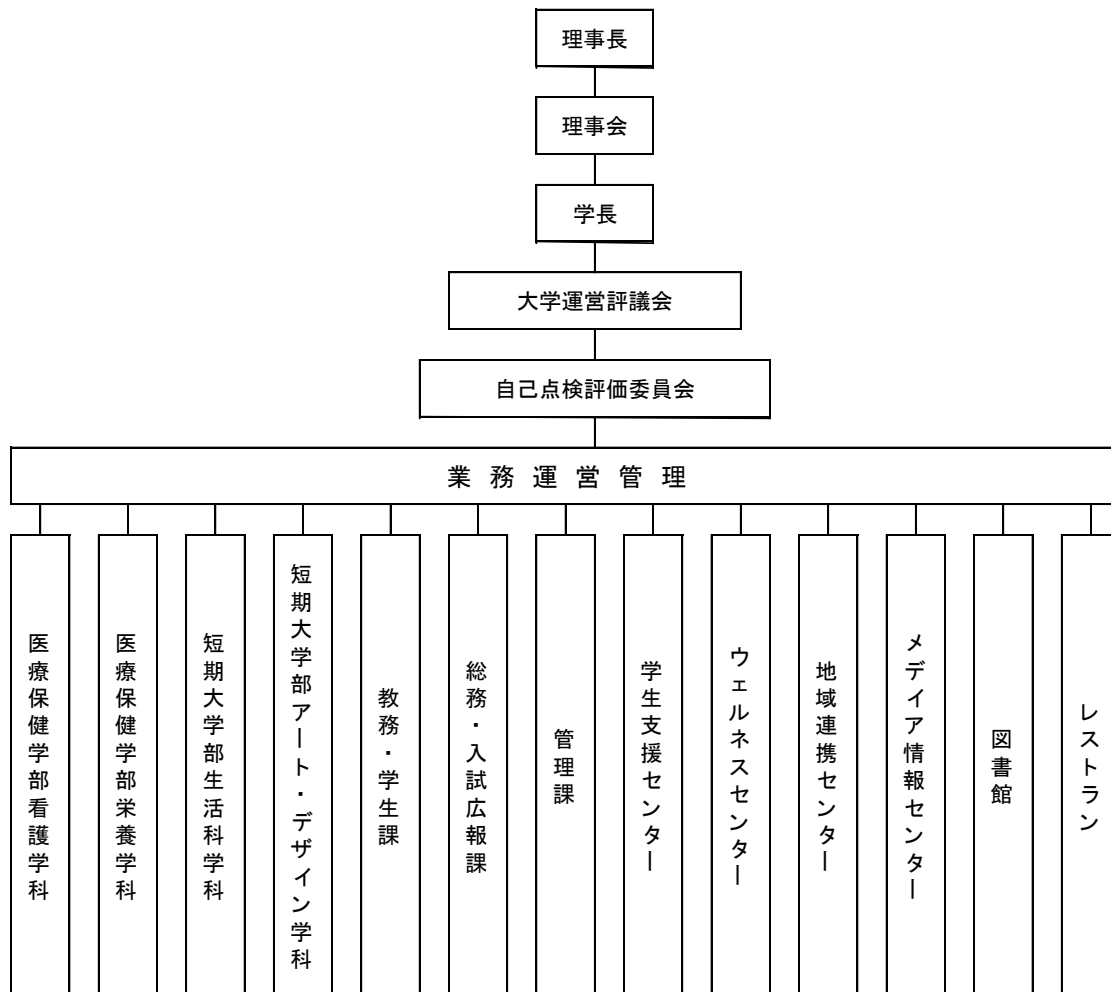 理事長
理事会
学長
大学運営評議会
自己点検評価委員会
業務運営管理
医療保健学部看護学科
医療保健学部栄養学科
短期大学部生活科学科
短期大学部アート・デザイン学科
教務・学生課
総務・入試広報課
管理課
学生支援センター
ウェルネスセンター
地域連携センター
メデイア情報センター
図書館
レストラン